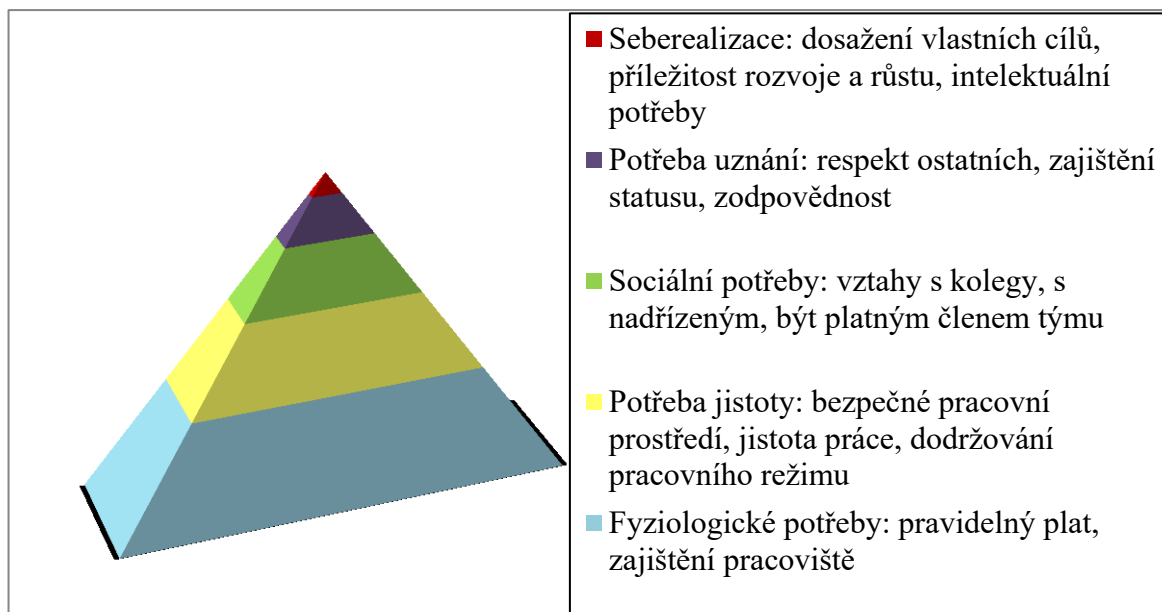 Seberealizace: dosažení vlastních cílů,
příležitost rozvoje a růstu, intelektuální
potřeby
Potřeba uznání: respekt ostatních, zajištění
statusu, zodpovědnost
Sociální potřeby: vztahy s kolegy, s
nadřízeným, být platným členem týmu
Potřeba jistoty: bezpečné pracovní
prostředí, jistota práce, dodržování
pracovního režimu
Fyziologické potřeby: pravidelný plat,
zajištění pracoviště